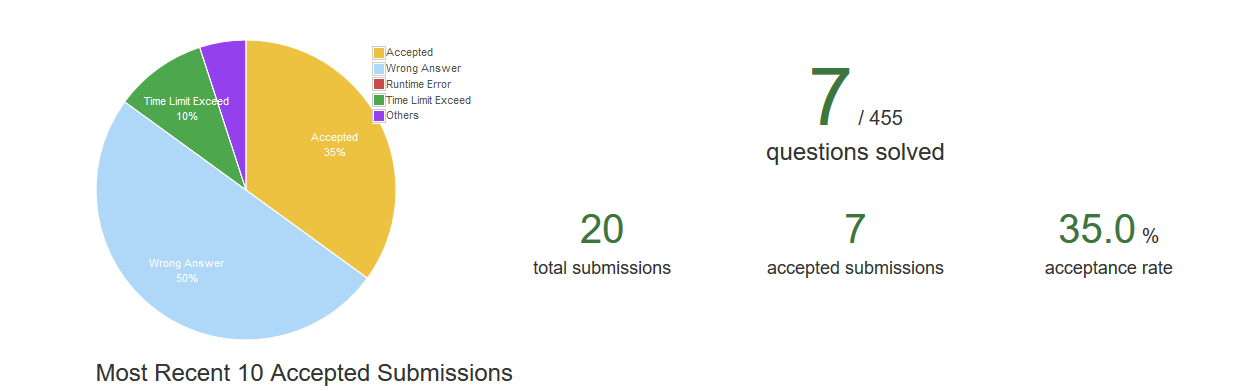 Accepted
Wrong Answer
Runtime Error
Time Limit Exceed
Others
Time Limit Exceed
10%
Accepted
35%
Wrong Answer
50%
7 / 455
questions solved
20
total submissions
7
accepted submissions
35.0 %
acceptance rate
Most Recent 10 Accepted Submissions